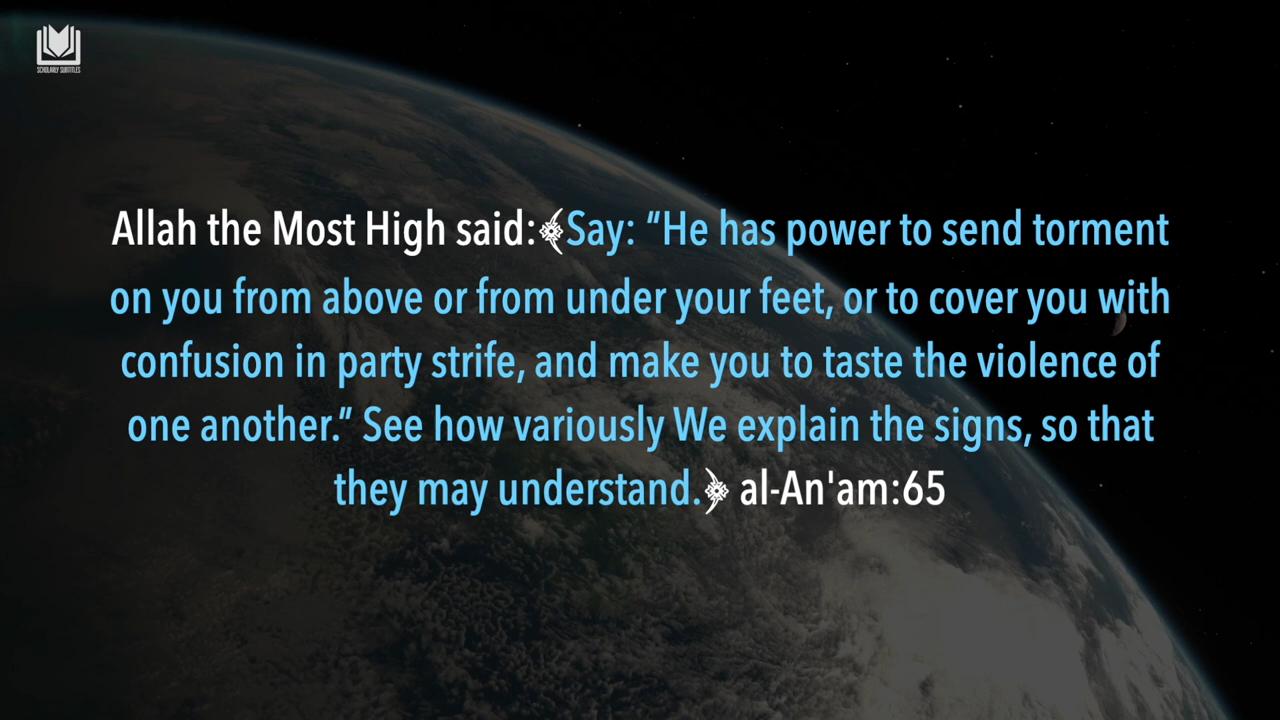 SCHOLARLY SUBTITLES
Allah the Most High said:﴾Say: “He has power to send torment
on you from above or from under your feet, or to cover you with
confusion in party strife, and make you to taste the violence of
one another.” See how variously We explain the signs, so that
they may understand.﴿ al-An'am:65